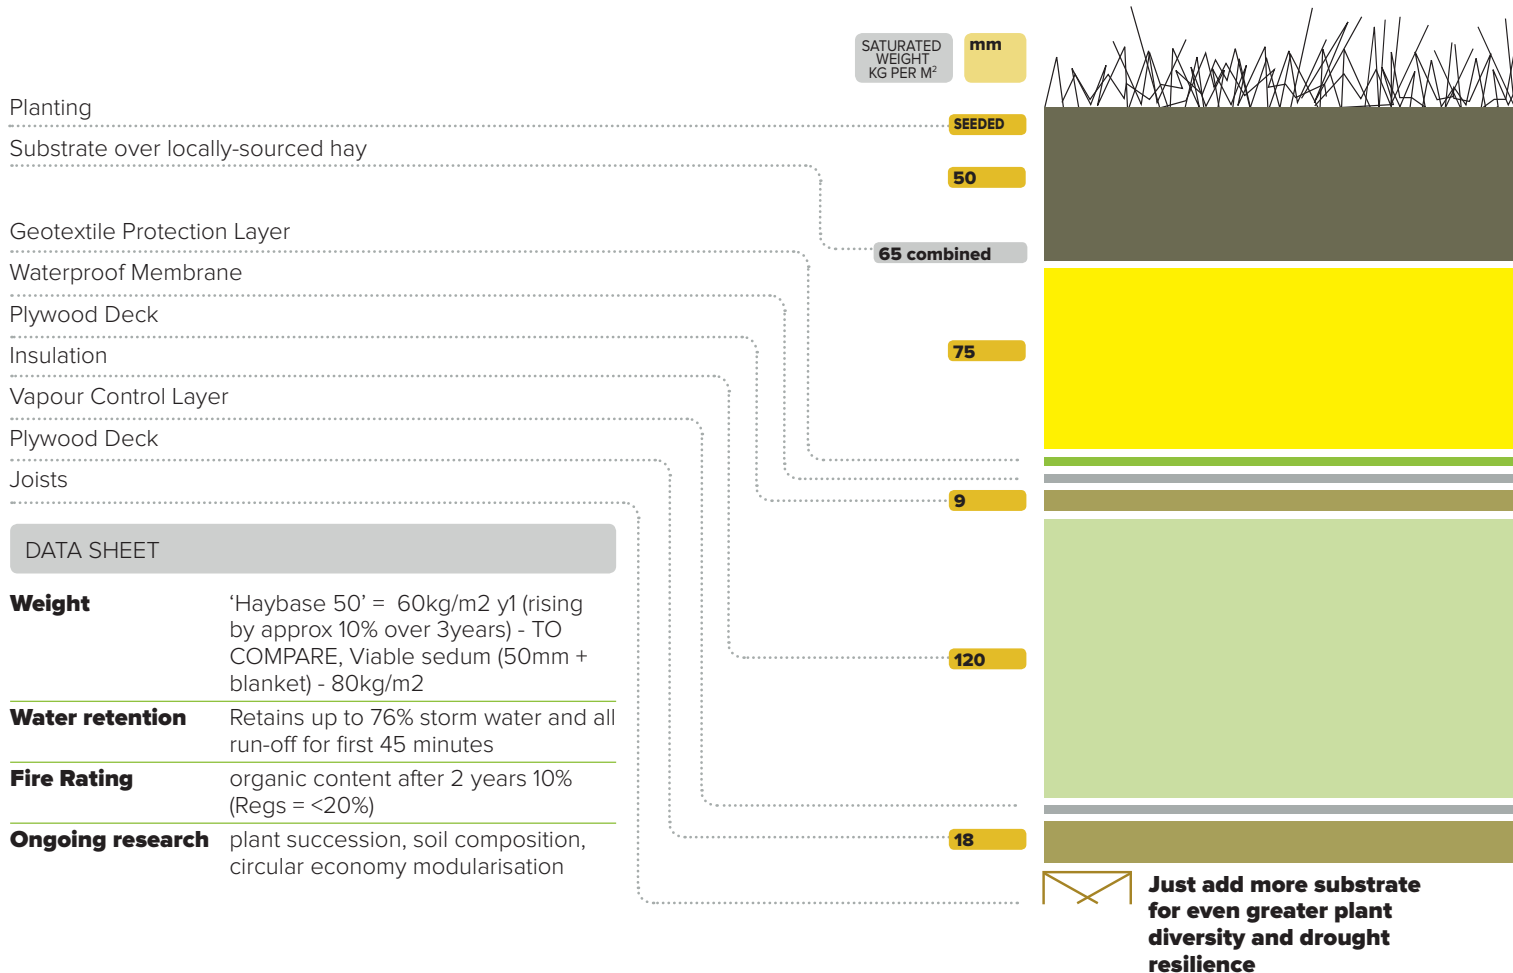 SATURATED
WEIGHT
KG PER M²
mm
Planting
SEEDED
Substrate over locally-sourced hay
50
Geotextile Protection Layer
65 combined
Waterproof Membrane
Plywood Deck
Insulation
75
Vapour Control Layer
Plywood Deck
Joists
9
120
18
DATA SHEET
Weight
‘Haybase 50’ = 60kg/m2 y1 (rising
by approx 10% over 3years) - TO
COMPARE, Viable sedum (50mm +
blanket) - 80kg/m2
Water retention
Retains up to 76% storm water and all
run-off for first 45 minutes
Fire Rating
organic content after 2 years 10%
(Regs = <20%)
Ongoing research
plant succession, soil composition,
circular economy modularisation
Just add more substrate
for even greater plant
diversity and drought
resilience